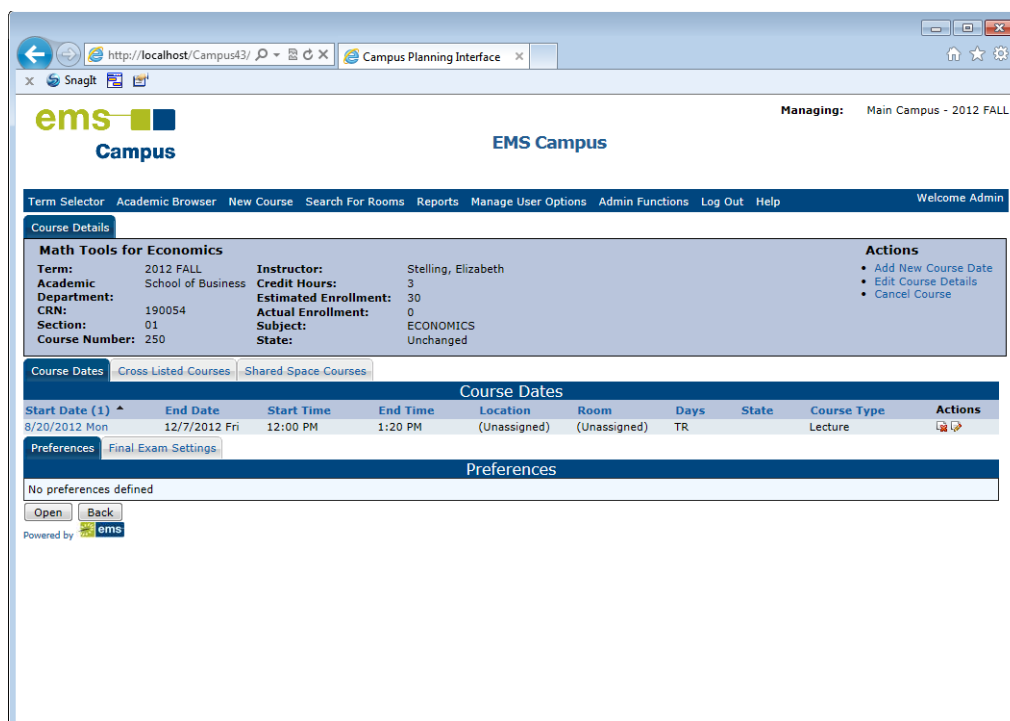 http://localhost/Campus43/
Campus Planning Interface
x SnagIt
ems
Campus
EMS Campus
Managing: Main Campus - 2012 FALL
Term Selector Academic Browser New Course Search For Rooms Reports Manage User Options Admin Functions Log Out Help Welcome Admin
Course Details
Math Tools for Economics
Term: 2012 FALL
Academic Department: School of Business
CRN: 190054
Section: 01
Course Number: 250
Instructor: Stelling, Elizabeth
Credit Hours: 3
Estimated Enrollment: 30
Actual Enrollment: 0
Subject: ECONOMICS
State: Unchanged
Actions
• Add New Course Date
• Edit Course Details
• Cancel Course
Course Dates Cross Listed Courses Shared Space Courses
Course Dates
Start Date (1) End Date Start Time End Time Location Room Days State Course Type Actions
8/20/2012 Mon 12/7/2012 Fri 12:00 PM 1:20 PM (Unassigned) (Unassigned) TR Lecture
Preferences Final Exam Settings
Preferences
No preferences defined
Open Back
Powered by ems